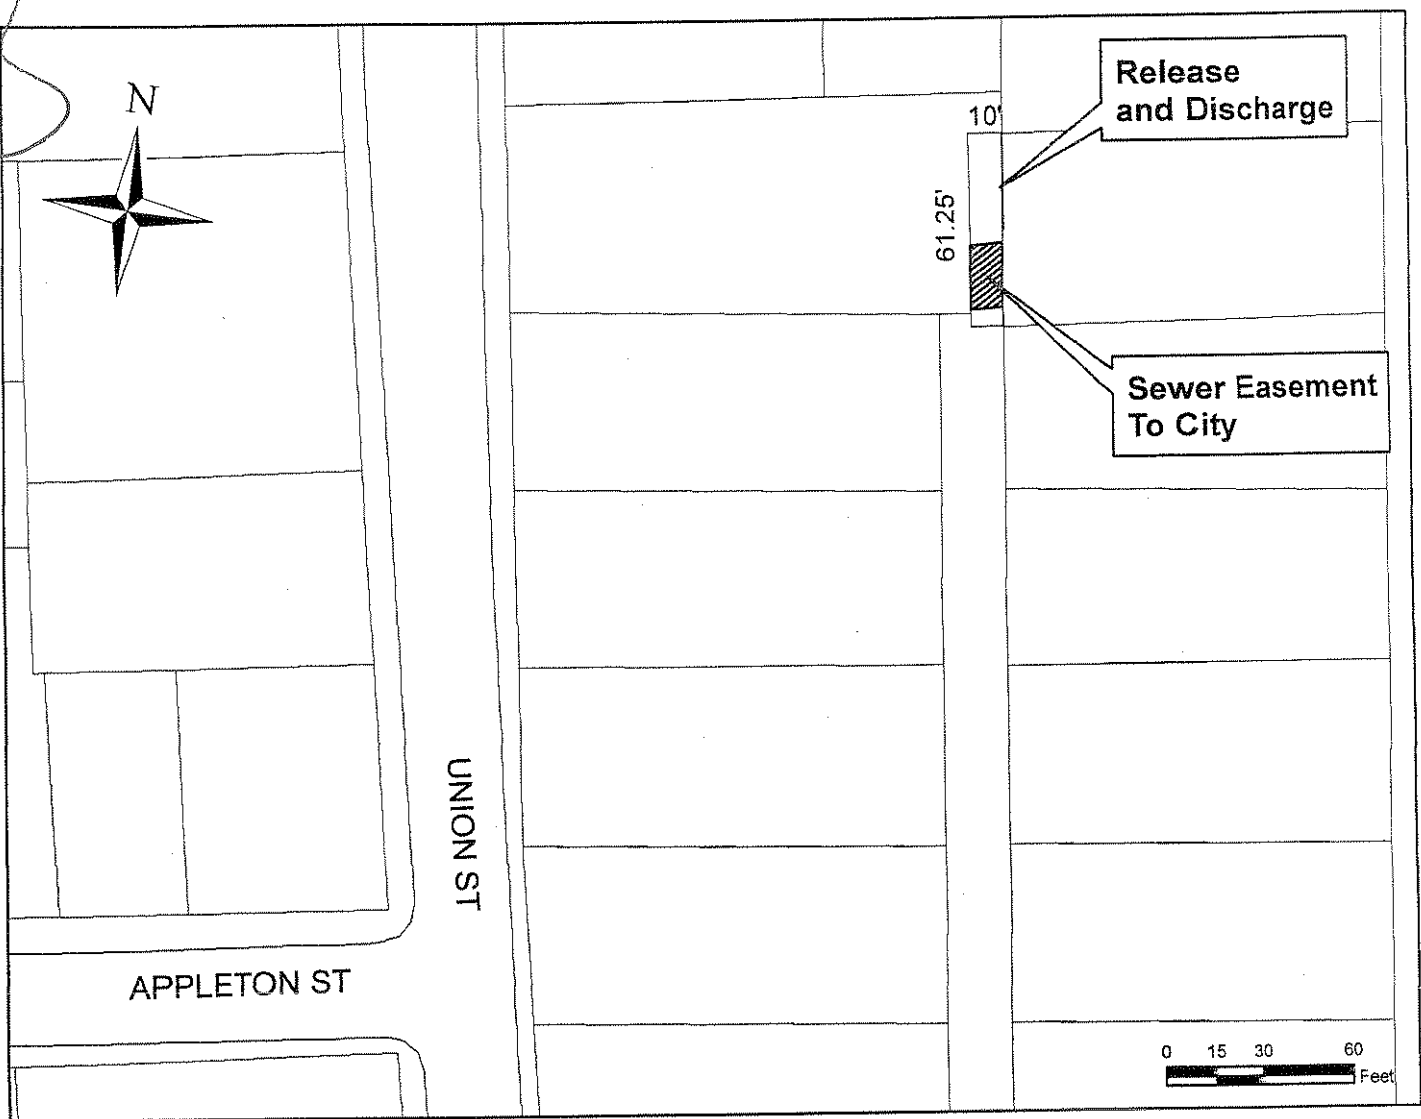 N
Release
and Discharge
10'
61.25'
Sewer Easement
To City
UNION ST
APPLETON ST
0 15 30 60
Feet